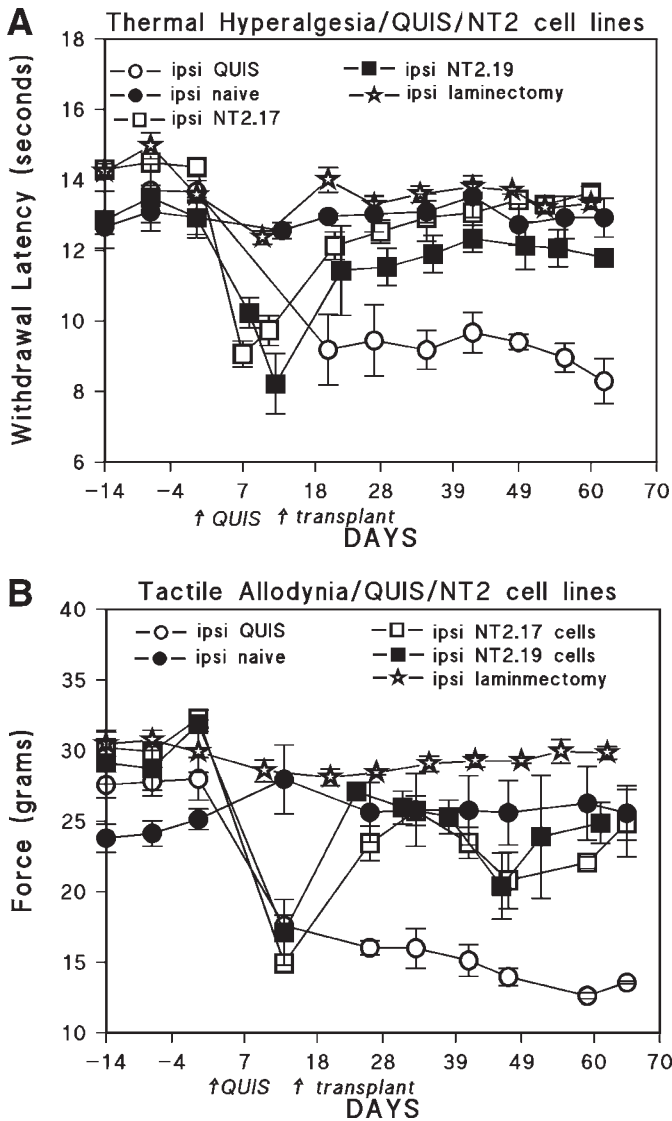 A
Thermal Hyperalgesia/QUIS/NT2 cell lines
ipsi QUIS
ipsi naive
ipsi NT2.17
ipsi NT2.19
ipsi laminectomy
Withdrawal Latency (seconds)
18
16
14
12
10
8
6
-14 -4 7 18 28 39 49 60 70
↑ QUIS ↑ transplant
DAYS
B
Tactile Allodynia/QUIS/NT2 cell lines
ipsi QUIS
ipsi naive
ipsi NT2.17 cells
ipsi NT2.19 cells
ipsi laminmectomy
Force (grams)
40
35
30
25
20
15
10
-14 -4 7 18 28 39 49 60 70
↑QUIS ↑ transplant
DAYS